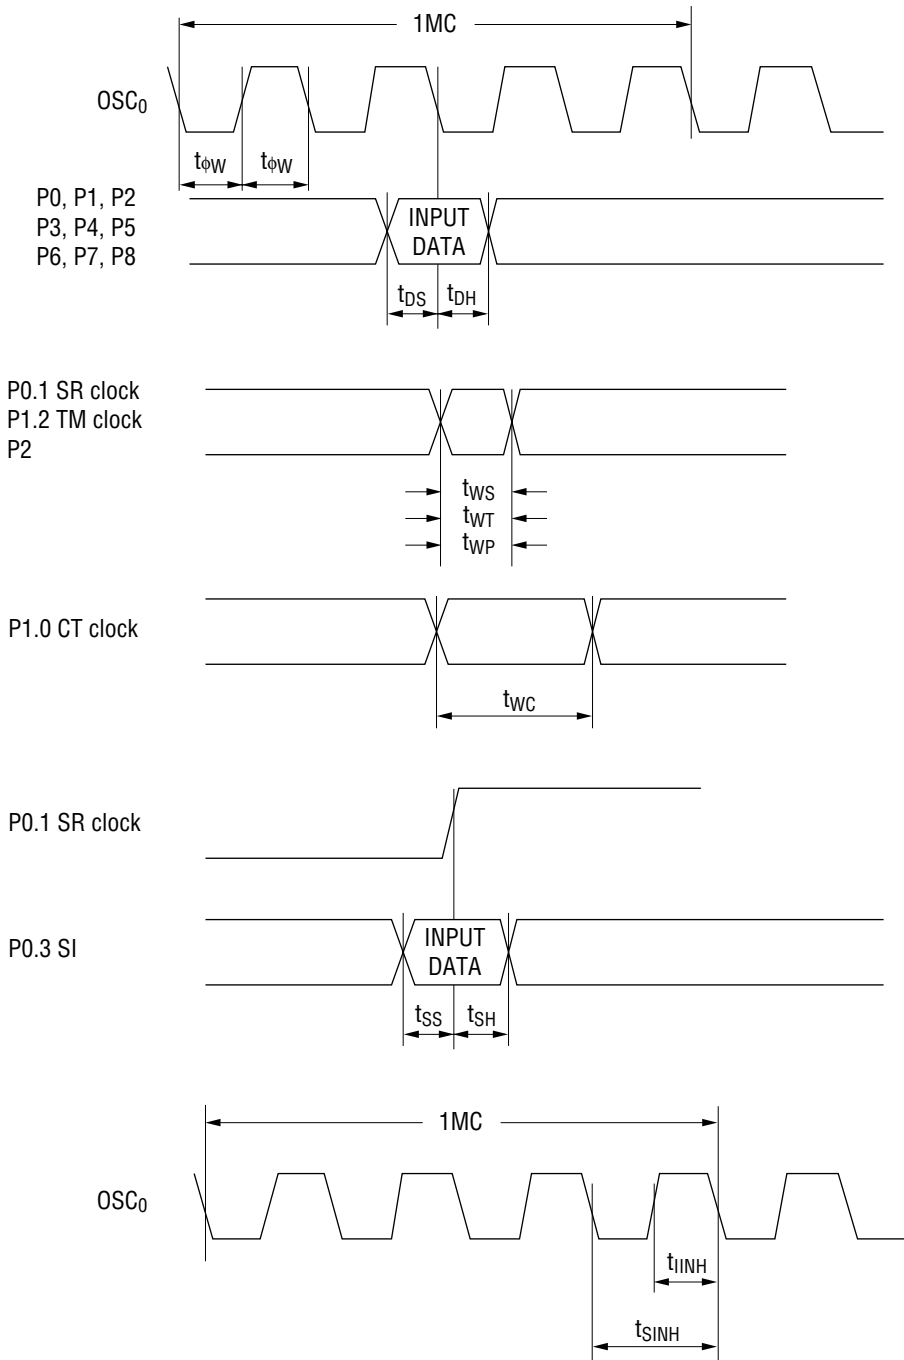 1MC
OSC0
tϕW tϕW
P0, P1, P2
P3, P4, P5
P6, P7, P8
INPUT
DATA
tDS tDH
P0.1 SR clock
P1.2 TM clock
P2
tWS
tWT
tWP
P1.0 CT clock
tWC
P0.1 SR clock
P0.3 SI
INPUT
DATA
tSS tSH
1MC
OSC0
tIINH
tSINH